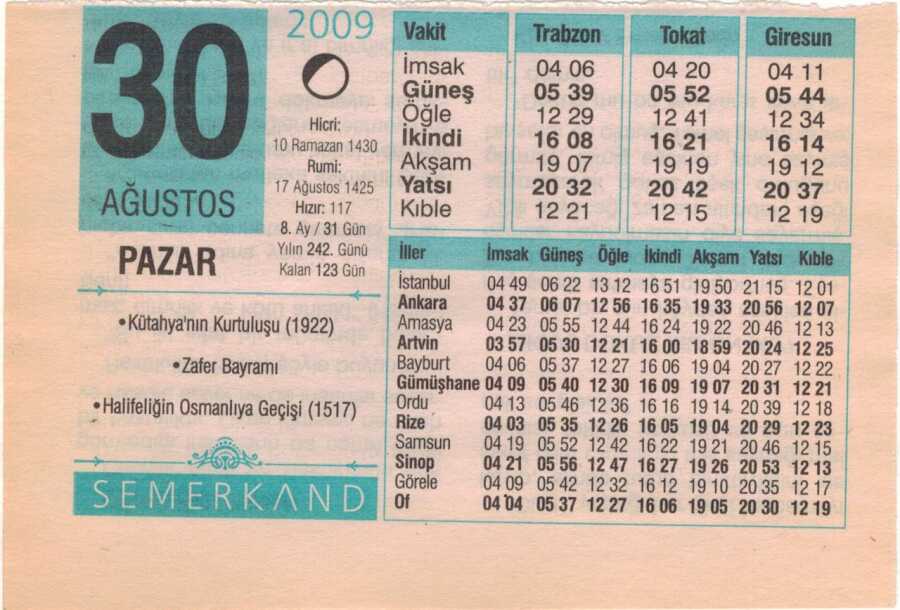 30
AĞUSTOS
PAZAR
2009
Hicri:
10 Ramazan 1430
Rumi:
17 Ağustos 1425
Hızır: 117
8. Ay / 31 Gün
Yılın 242. Günü
Kalan 123 Gün
•Kütahya'nın Kurtuluşu (1922)
•Zafer Bayramı
•Halifeliğin Osmanlıya Geçişi (1517)
SEMERKAND
Vakit Trabzon Tokat Giresun
İmsak 04 06 04 20 04 11
Güneş 05 39 05 52 05 44
Öğle 12 29 12 41 12 34
İkindi 16 08 16 21 16 14
Akşam 19 07 19 19 19 12
Yatsı 20 32 20 42 20 37
Kıble 12 21 12 15 12 19
İller İmsak Güneş Öğle İkindi Akşam Yatsı Kıble
İstanbul 04 49 06 22 13 12 16 51 19 50 21 15 12 01
Ankara 04 37 06 07 12 56 16 35 19 33 20 56 12 07
Amasya 04 23 05 55 12 44 16 24 19 22 20 46 12 13
Artvin 03 57 05 30 12 21 16 00 18 59 20 24 12 25
Bayburt 04 06 05 37 12 27 16 06 19 04 20 27 12 22
Gümüşhane 04 09 05 40 12 30 16 09 19 07 20 31 12 21
Ordu 04 13 05 46 12 36 16 16 19 14 20 39 12 18
Rize 04 03 05 35 12 26 16 05 19 04 20 29 12 23
Samsun 04 19 05 52 12 42 16 22 19 21 20 46 12 15
Sinop 04 21 05 56 12 47 16 27 19 26 20 53 12 13
Görele 04 09 05 42 12 32 16 12 19 10 20 35 12 17
Of 04 04 05 37 12 27 16 06 19 05 20 30 12 19